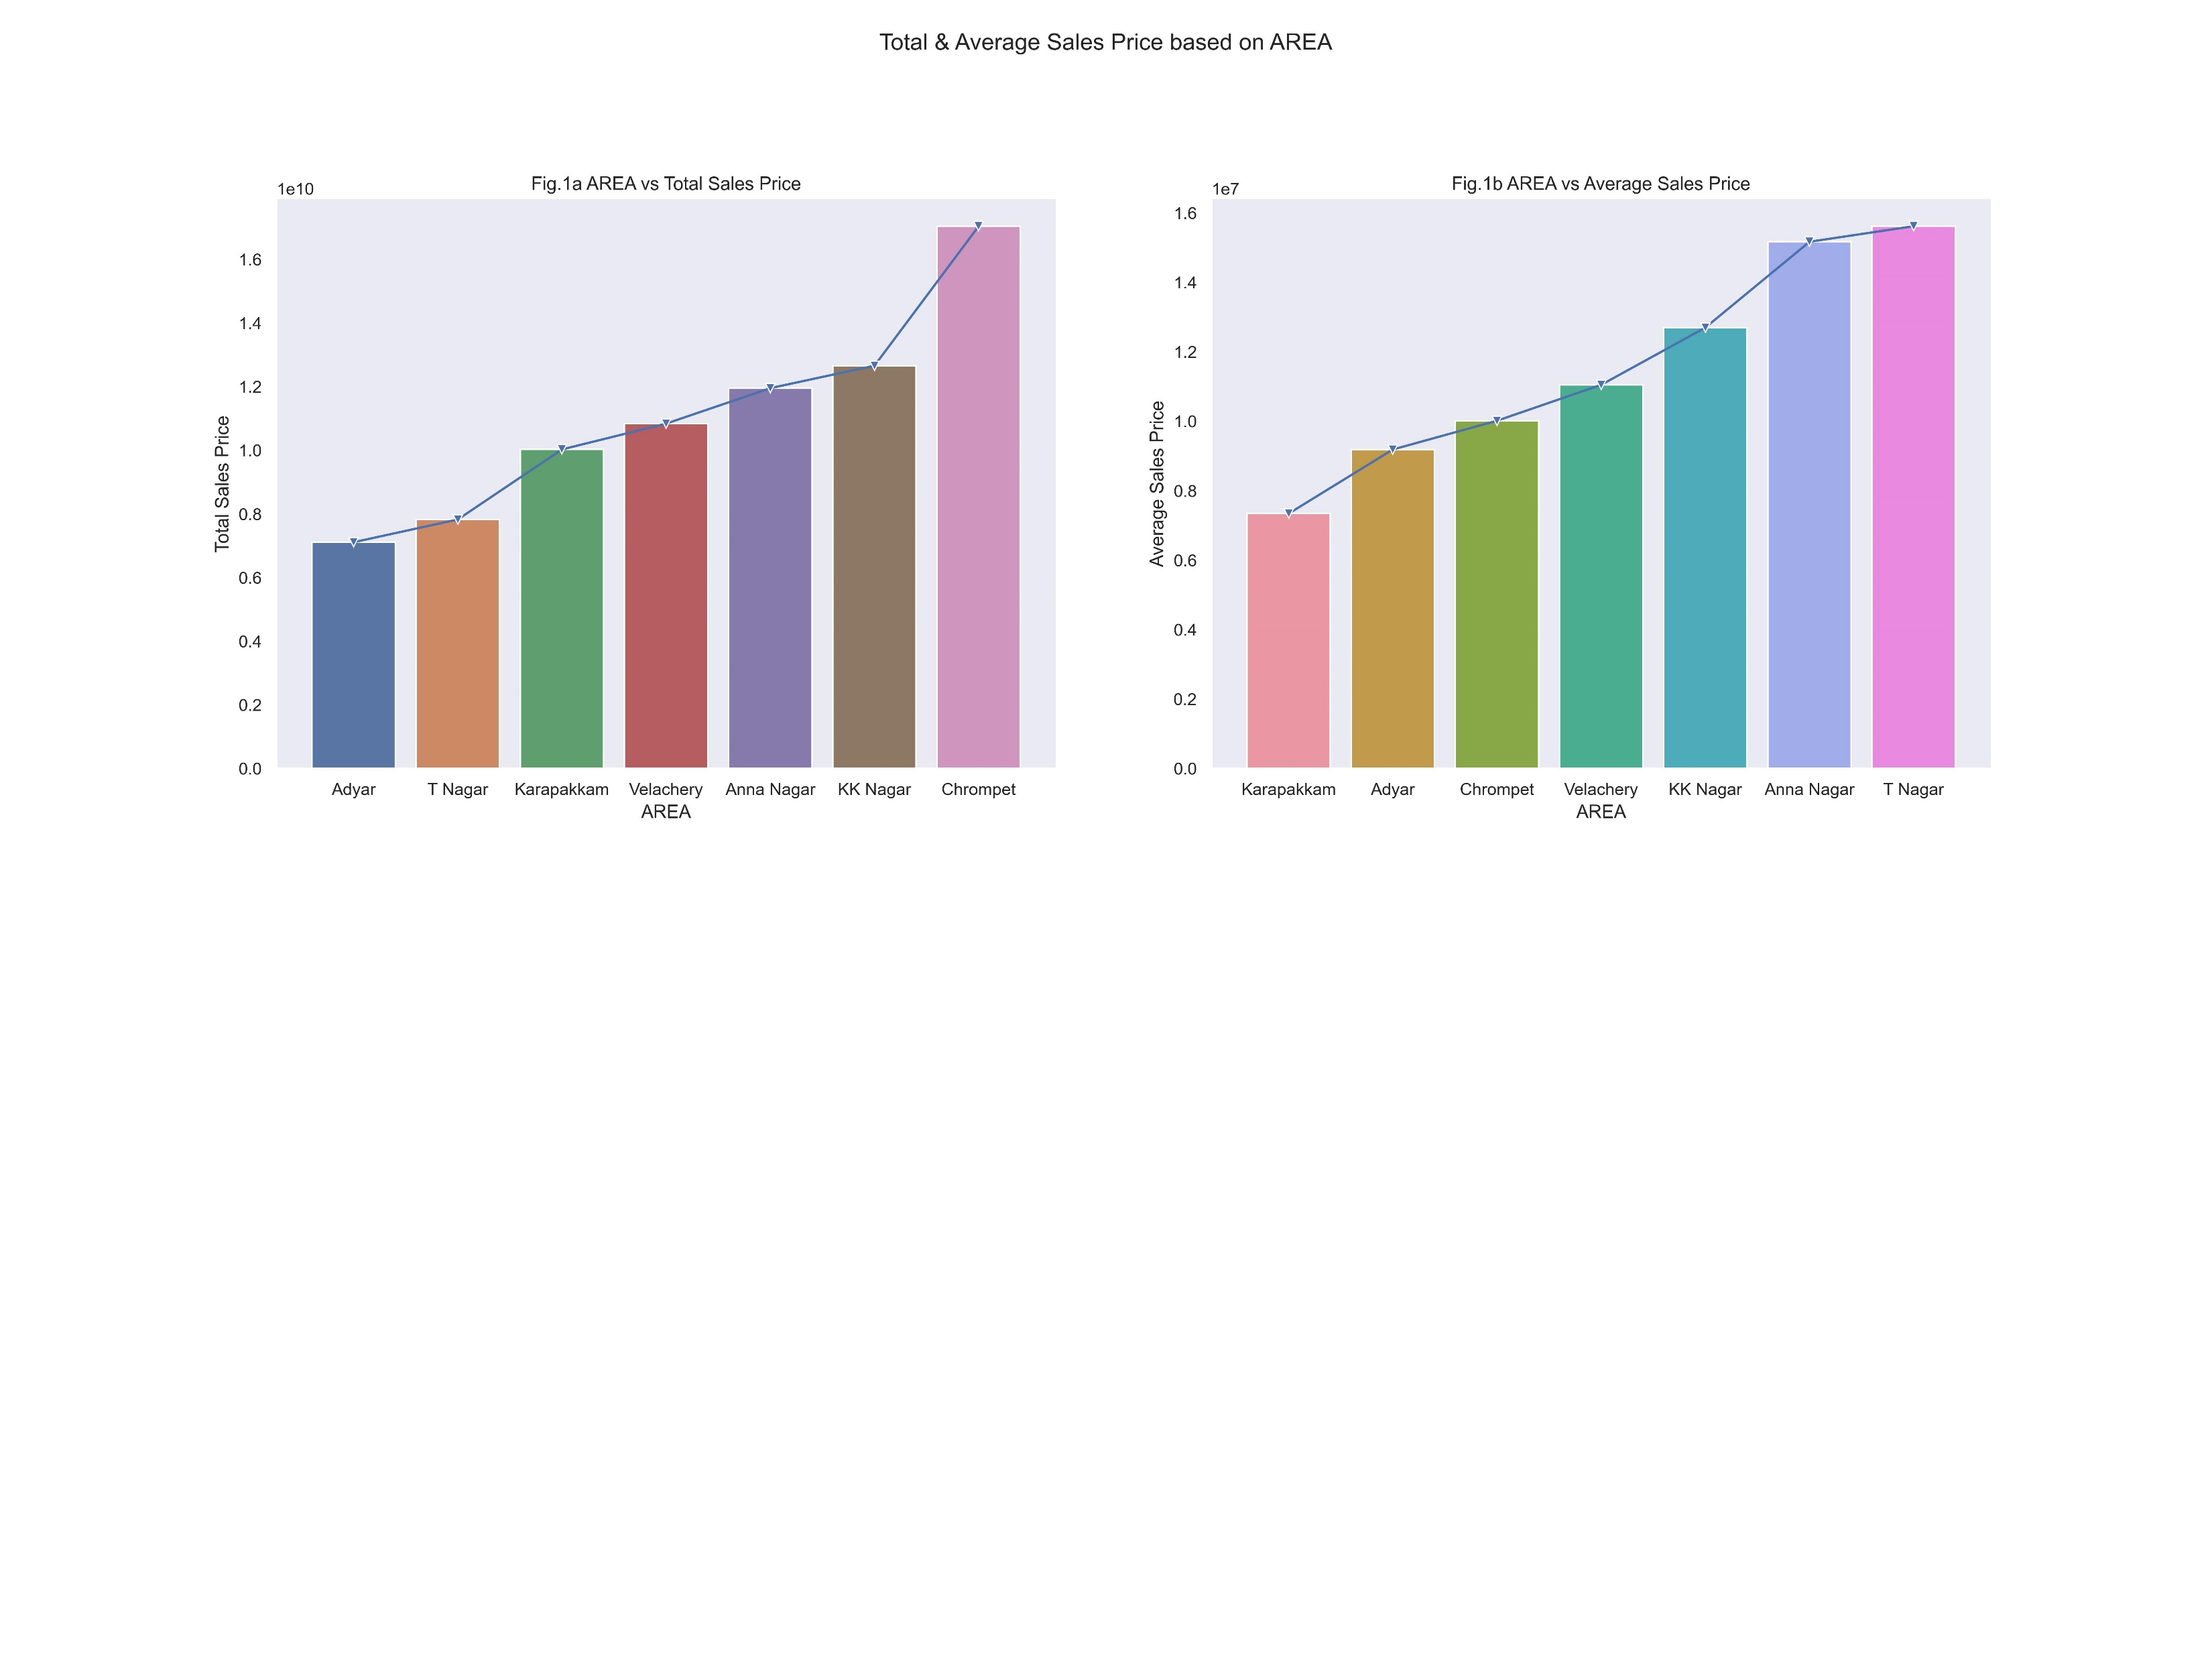 Total & Average Sales Price based on AREA
Fig.1a AREA vs Total Sales Price
1e10
1.6
1.4
1.2
1.0
0.8
0.6
0.4
0.2
0.0
Total Sales Price
Adyar T Nagar Karapakkam Velachery Anna Nagar KK Nagar Chrompet
AREA
Fig.1b AREA vs Average Sales Price
1e7
1.6
1.4
1.2
1.0
0.8
0.6
0.4
0.2
0.0
Average Sales Price
Karapakkam Adyar Chrompet Velachery KK Nagar Anna Nagar T Nagar
AREA